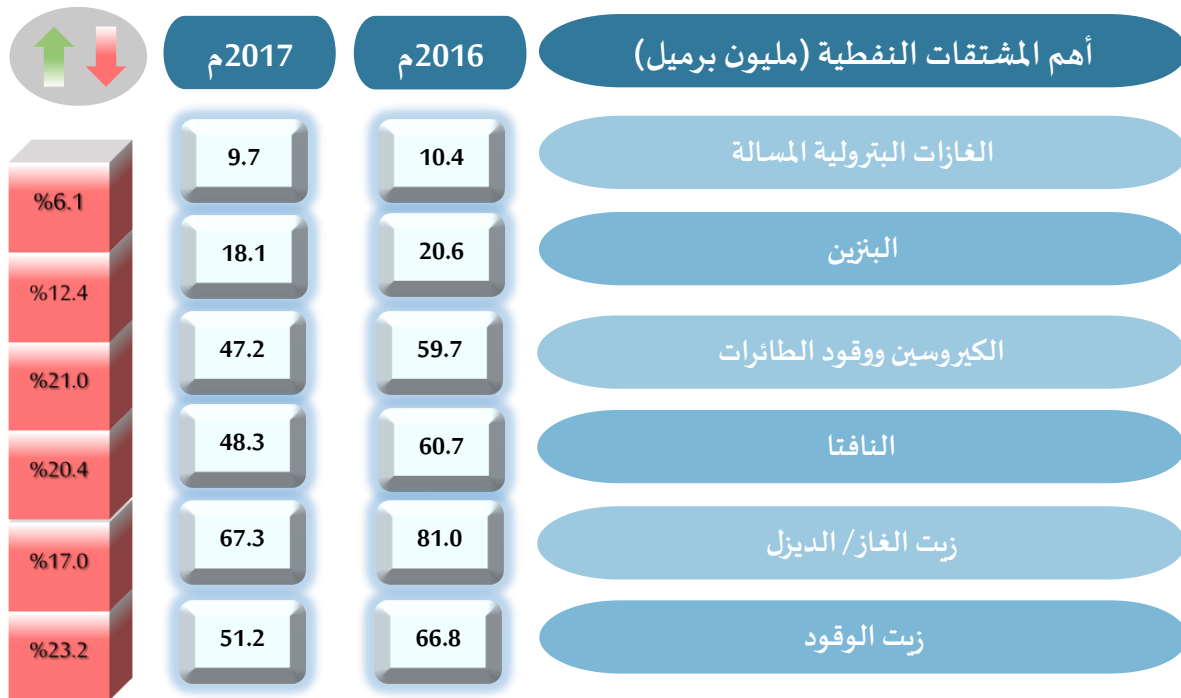 أهم المشتقات النفطية (مليون برميل) 2016م 2017م
الغازات البترولية المسالة 10.4 9.7 %6.1
البنزين 20.6 18.1 %12.4
الكيروسين ووقود الطائرات 59.7 47.2 %21.0
النافتا 60.7 48.3 %20.4
زيت الغاز/ الديزل 81.0 67.3 %17.0
زيت الوقود 66.8 51.2 %23.2